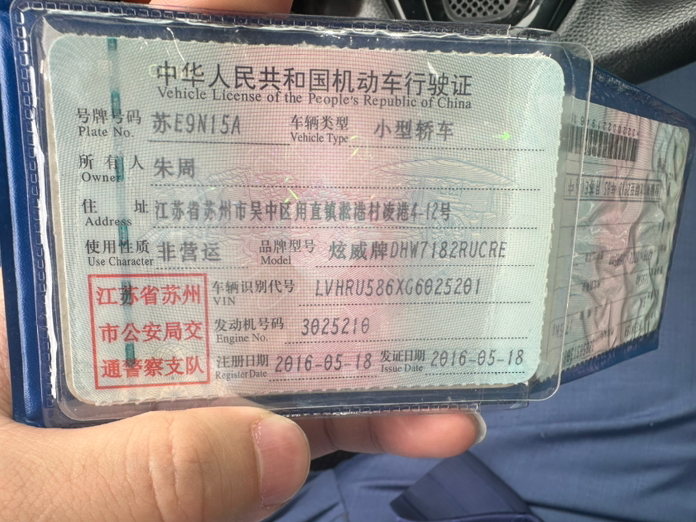 中华人民共和国机动车行驶证
Vehicle License of the People's Republic of China
号牌号码 苏E9N15A 车辆类型 小型轿车
Plate No. Vehicle Type
所有人 朱周
Owner
住址 江苏省苏州市吴中区甪直镇淞港村凌港4-12号
Address
使用性质 非营运 品牌型号 炫威牌DHW7182RUCRE
Use Character Model
车辆识别代号 LVHRU586XG6025201
VIN
发动机号码 3025210
Engine No.
注册日期 2016-05-18 发证日期 2016-05-18
Register Date Issue Date
江苏省苏州
市公安局交
通警察支队